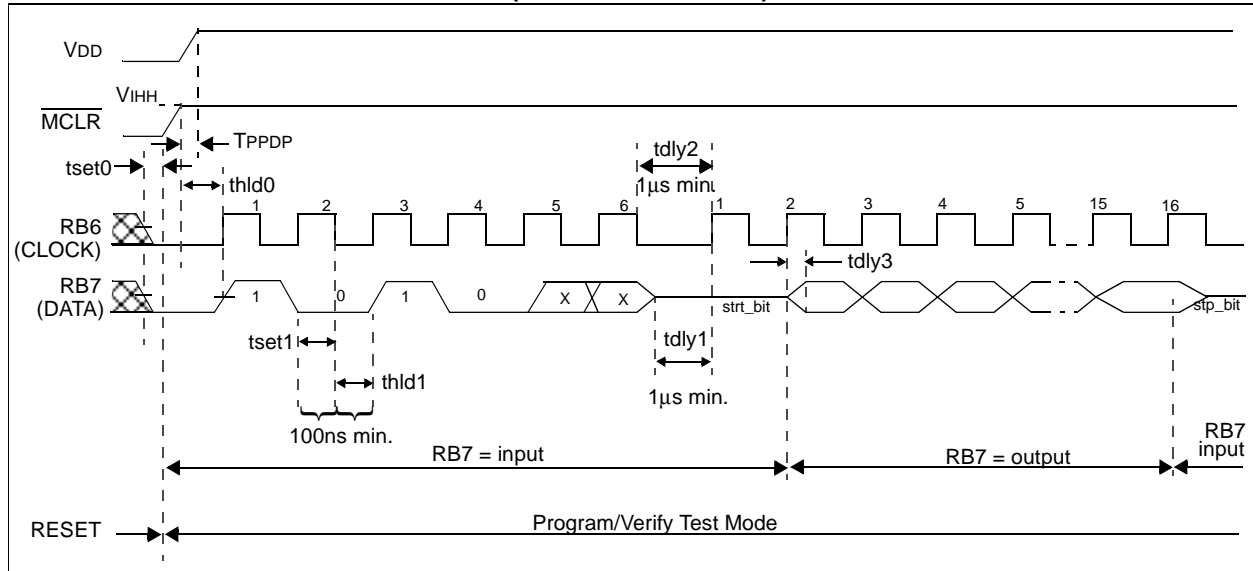 VDD
VIHH
MCLR
TPPDP
tset0
thld0
tdly2
1µs min.
1 2 3 4 5 6 1 2 3 4 5 15 16
RB6
(CLOCK)
tdly3
RB7
(DATA)
1 0 1 0 X X strt_bit stp_bit
tset1
tdly1
thld1
1µs min.
100ns min.
RB7 = input
RB7 = output
RB7
input
RESET
Program/Verify Test Mode